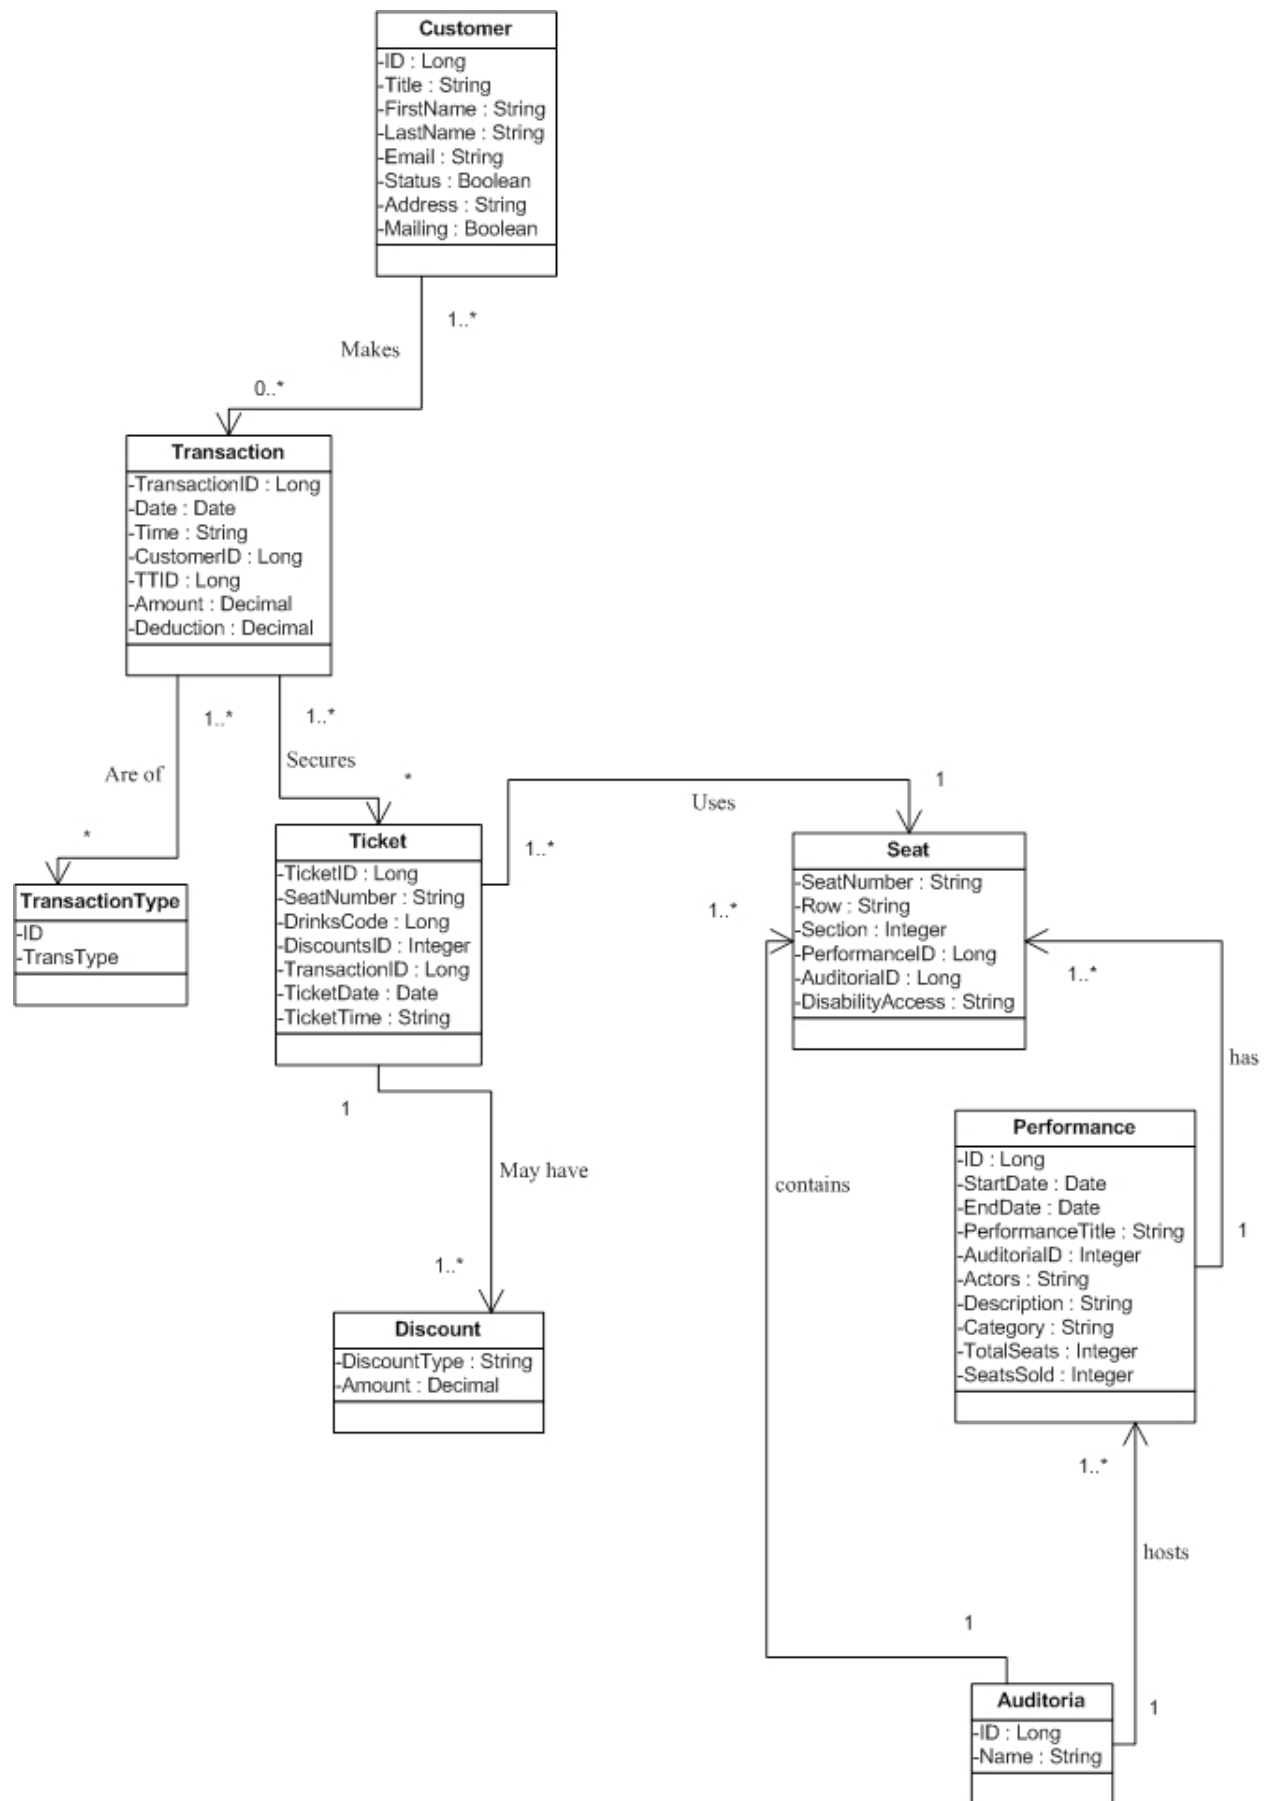 Customer
-ID : Long
-Title : String
-FirstName : String
-LastName : String
-Email : String
-Status : Boolean
-Address : String
-Mailing : Boolean
1..*
Makes
0..*
Transaction
-TransactionID : Long
-Date : Date
-Time : String
-CustomerID : Long
-TTID : Long
-Amount : Decimal
-Deduction : Decimal
1..*
1..*
Are of
Secures
*
*
TransactionType
-ID
-TransType
Ticket
-TicketID : Long
-SeatNumber : String
-DrinksCode : Long
-DiscountsID : Integer
-TransactionID : Long
-TicketDate : Date
-TicketTime : String
1..*
Uses
1
Seat
-SeatNumber : String
-Row : String
-Section : Integer
-PerformanceID : Long
-AuditoriaID : Long
-DisabilityAccess : String
1..*
1..*
has
1
May have
1..*
Discount
-DiscountType : String
-Amount : Decimal
contains
Performance
-ID : Long
-StartDate : Date
-EndDate : Date
-PerformanceTitle : String
-AuditoriaID : Integer
-Actors : String
-Description : String
-Category : String
-TotalSeats : Integer
-SeatsSold : Integer
1
1..*
hosts
1
1
Auditoria
-ID : Long
-Name : String